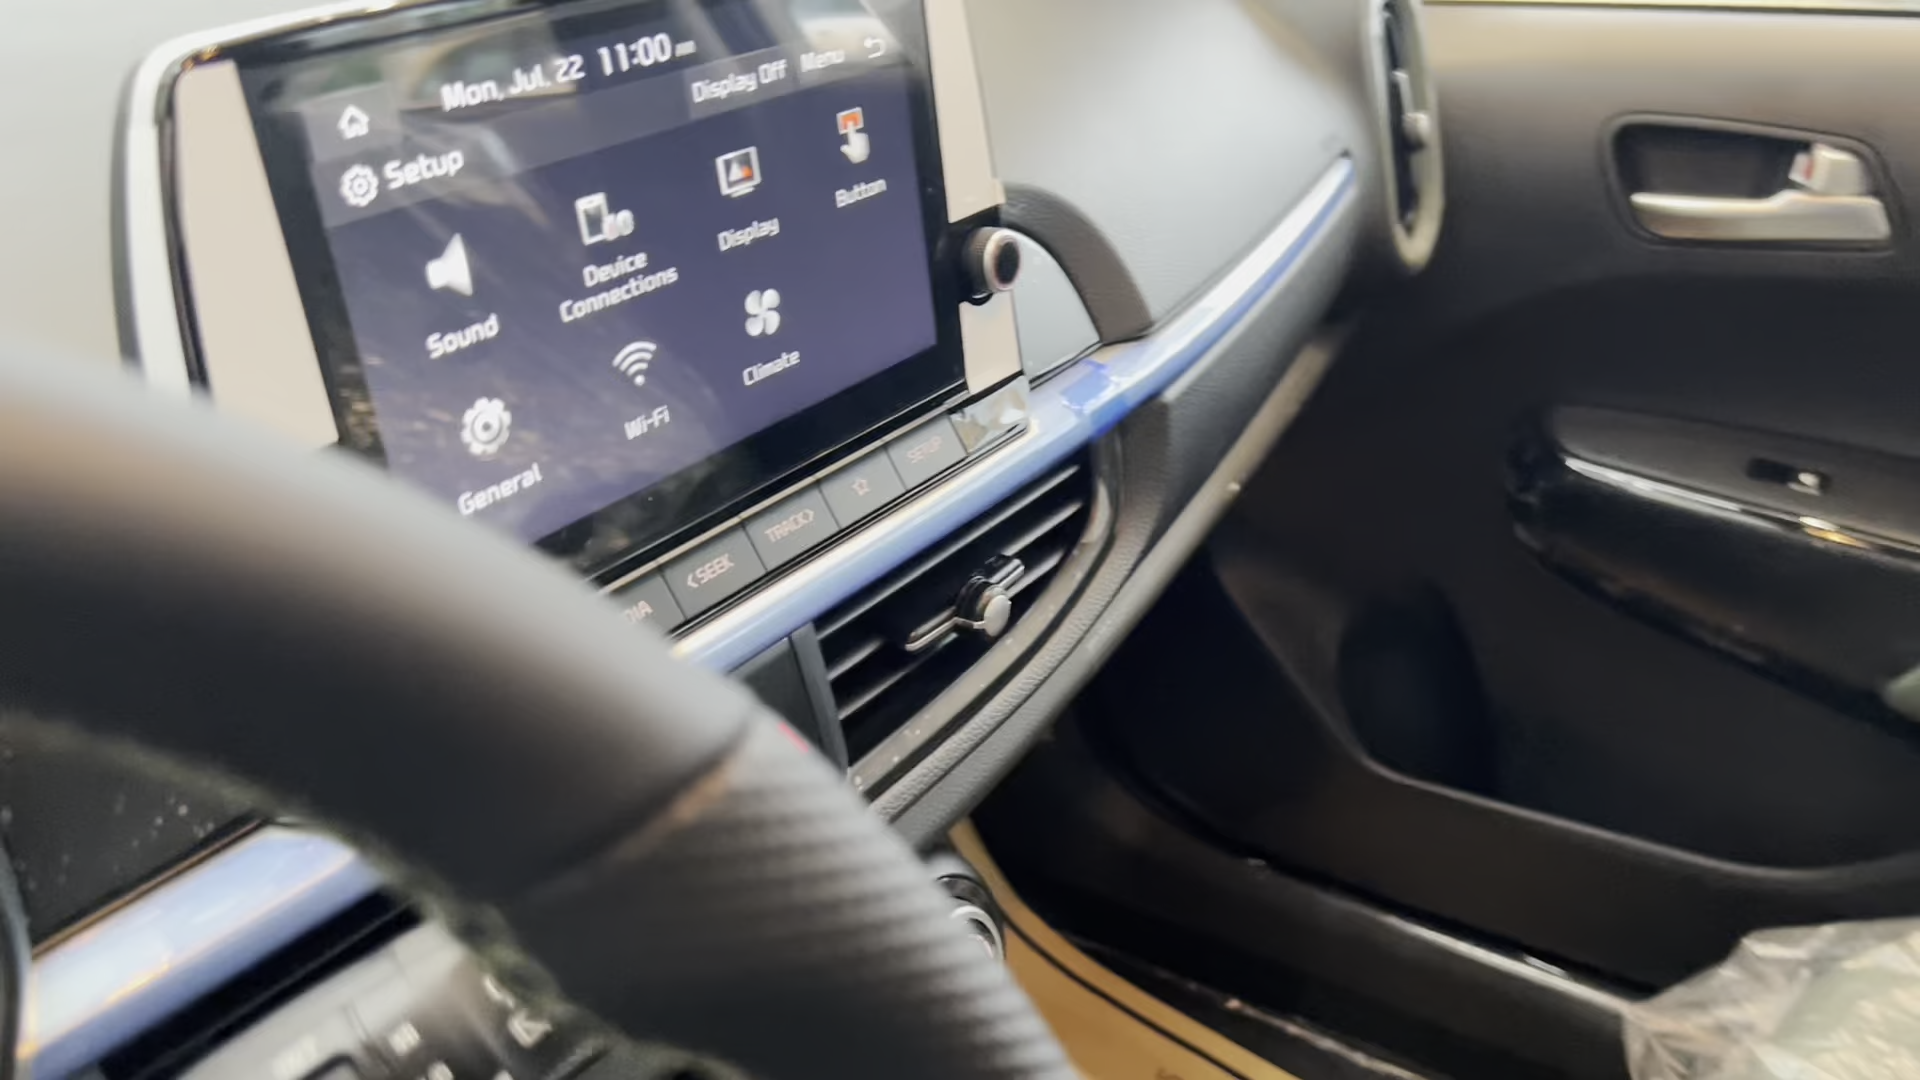 Mon, Jul. 22 11:00
Display Off Menu
Setup
Sound
Device
Connections
Display
Button
General
Wi-Fi
Climate
<SEEK
TRACK>
SETUP